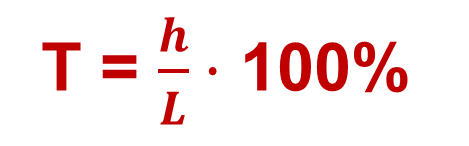 T = h/L · 100%